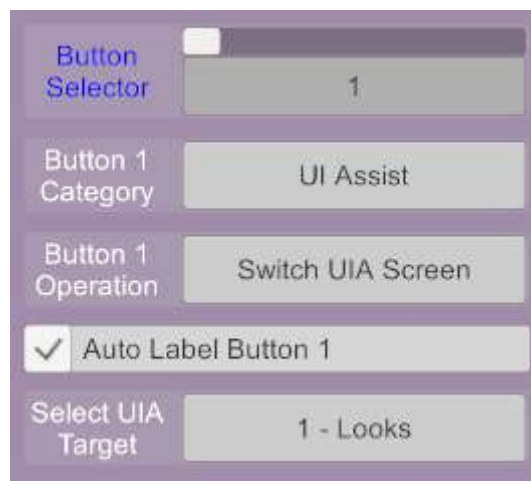 Button
Selector
1
Button 1
Category
UI Assist
Button 1
Operation
Switch UIA Screen
Auto Label Button 1
Select UIA
Target
1 - Looks